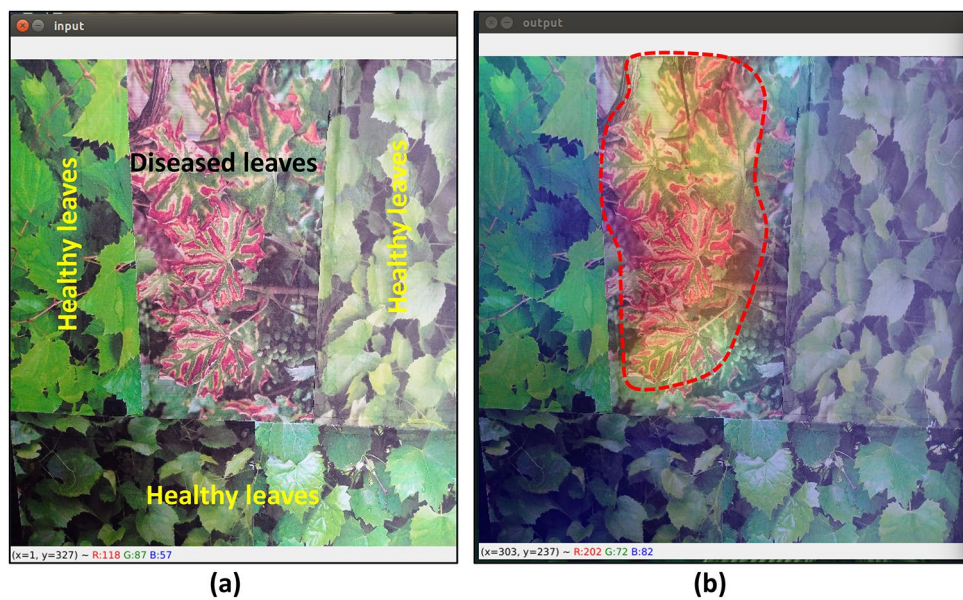 input
Healthy leaves
Diseased leaves
Healthy leaves
Healthy leaves
(x=1, y=327) ~ R:118 G:87 B:57
(a)
output
(x=303, y=237) ~ R:202 G:72 B:82
(b)